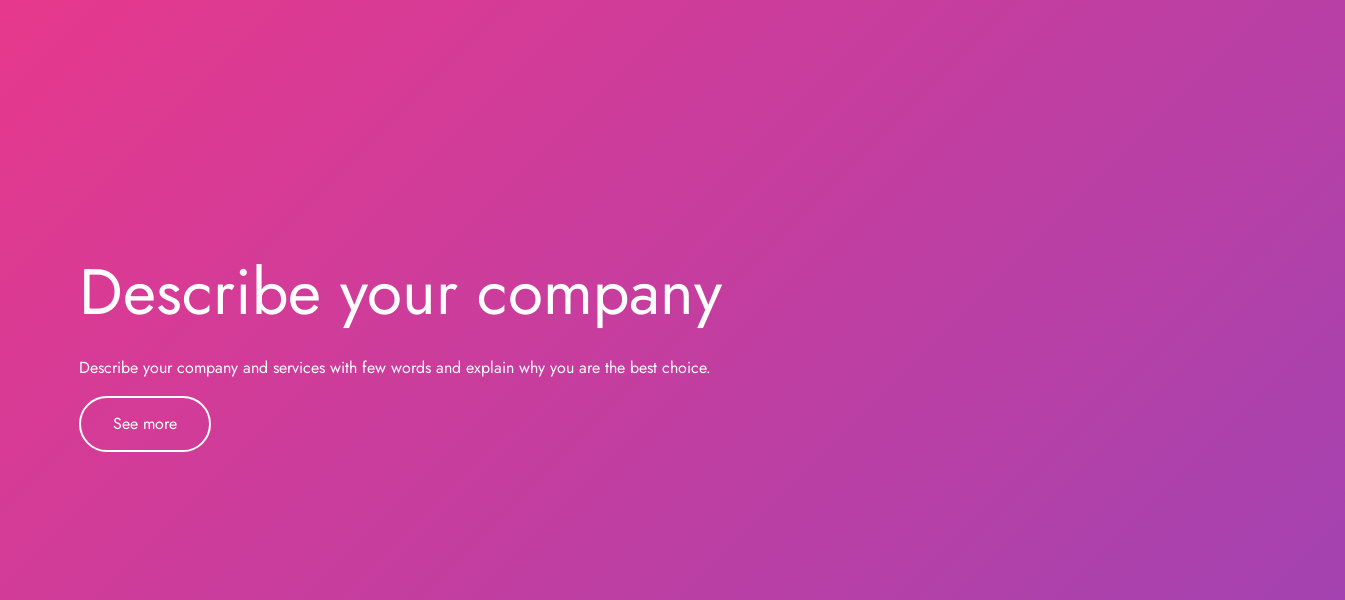 Describe your company
Describe your company and services with few words and explain why you are the best choice.
See more